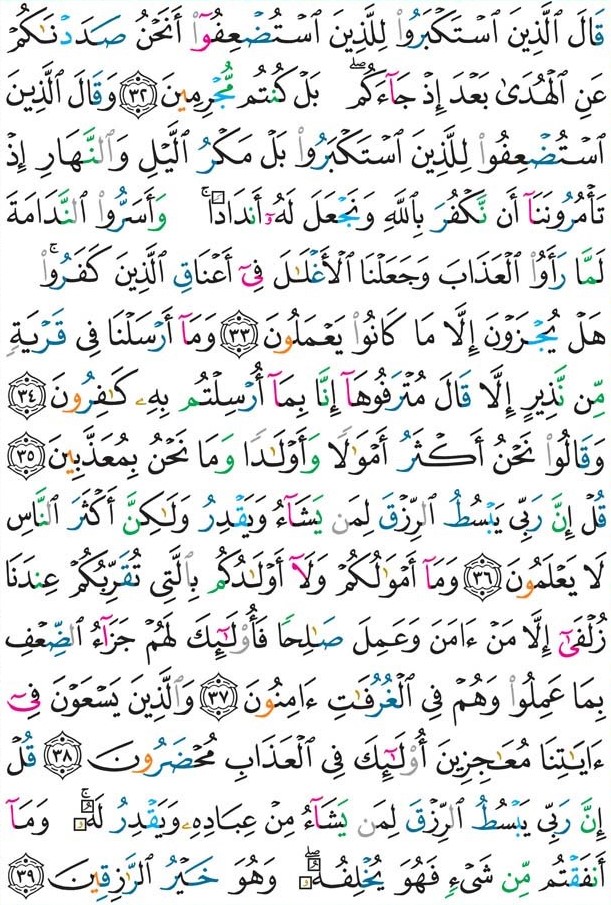 قَالَ ٱلَّذِينَ ٱسۡتَكۡبَرُواْ لِلَّذِينَ ٱسۡتُضۡعِفُوٓاْ أَنَحۡنُ صَدَدۡنَٰكُمۡ
عَنِ ٱلۡهُدَىٰ بَعۡدَ إِذۡ جَآءَكُمۖ بَلۡ كُنتُم مُّجۡرِمِينَ ٣٢ وَقَالَ ٱلَّذِينَ
ٱسۡتُضۡعِفُواْ لِلَّذِينَ ٱسۡتَكۡبَرُواْ بَلۡ مَكۡرُ ٱلَّيۡلِ وَٱلنَّهَارِ إِذۡ
تَأۡمُرُونَنَآ أَن نَّكۡفُرَ بِٱللَّهِ وَنَجۡعَلَ لَهُۥٓ أَندَادٗاۚ وَأَسَرُّواْ ٱلنَّدَامَةَ
لَمَّا رَأَوُاْ ٱلۡعَذَابَ وَجَعَلۡنَا ٱلۡأَغۡلَٰلَ فِيٓ أَعۡنَاقِ ٱلَّذِينَ كَفَرُواْۚ
هَلۡ يُجۡزَوۡنَ إِلَّا مَا كَانُواْ يَعۡمَلُونَ ٣٣ وَمَآ أَرۡسَلۡنَا فِي قَرۡيَةٖ
مِّن نَّذِيرٍ إِلَّا قَالَ مُتۡرَفُوهَآ إِنَّا بِمَآ أُرۡسِلۡتُم بِهِۦ كَٰفِرُونَ ٣٤
وَقَالُواْ نَحۡنُ أَكۡثَرُ أَمۡوَٰلٗا وَأَوۡلَٰدٗا وَمَا نَحۡنُ بِمُعَذَّبِينَ ٣٥
قُلۡ إِنَّ رَبِّي يَبۡسُطُ ٱلرِّزۡقَ لِمَن يَشَآءُ وَيَقۡدِرُ وَلَٰكِنَّ أَكۡثَرَ ٱلنَّاسِ
لَا يَعۡلَمُونَ ٣٦ وَمَآ أَمۡوَٰلُكُمۡ وَلَآ أَوۡلَٰدُكُم بِٱلَّتِي تُقَرِّبُكُمۡ عِندَنَا
زُلۡفَىٰٓ إِلَّا مَنۡ ءَامَنَ وَعَمِلَ صَٰلِحٗا فَأُوْلَٰٓئِكَ لَهُمۡ جَزَآءُ ٱلضِّعۡفِ
بِمَا عَمِلُواْ وَهُمۡ فِي ٱلۡغُرُفَٰتِ ءَامِنُونَ ٣٧ وَٱلَّذِينَ يَسۡعَوۡنَ فِيٓ
ءَايَٰتِنَا مُعَٰجِزِينَ أُوْلَٰٓئِكَ فِي ٱلۡعَذَابِ مُحۡضَرُونَ ٣٨ قُلۡ
إِنَّ رَبِّي يَبۡسُطُ ٱلرِّزۡقَ لِمَن يَشَآءُ مِنۡ عِبَادِهِۦ وَيَقۡدِرُ لَهُۥۚ وَمَآ
أَنفَقۡتُم مِّن شَيۡءٖ فَهُوَ يُخۡلِفُهُۥۖ وَهُوَ خَيۡرُ ٱلرَّٰزِقِينَ ٣٩